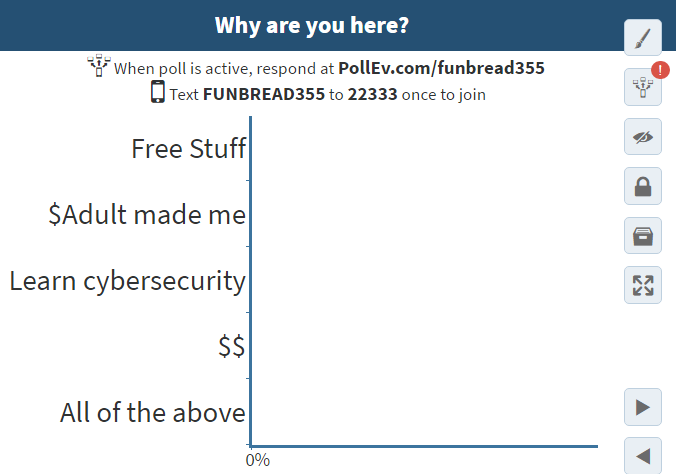 Why are you here?
When poll is active, respond at PollEv.com/funbread355
Text FUNBREAD355 to 22333 once to join
Free Stuff
$Adult made me
Learn cybersecurity
$$
All of the above
0%
!